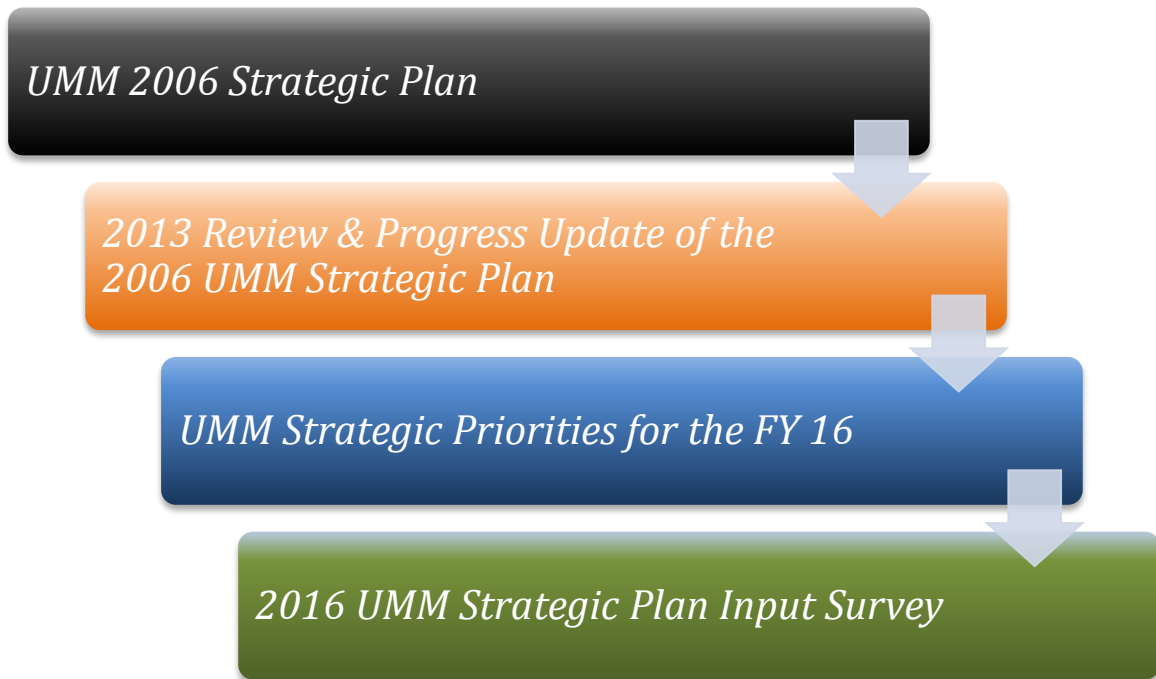 UMM 2006 Strategic Plan
2013 Review & Progress Update of the
2006 UMM Strategic Plan
UMM Strategic Priorities for the FY 16
2016 UMM Strategic Plan Input Survey